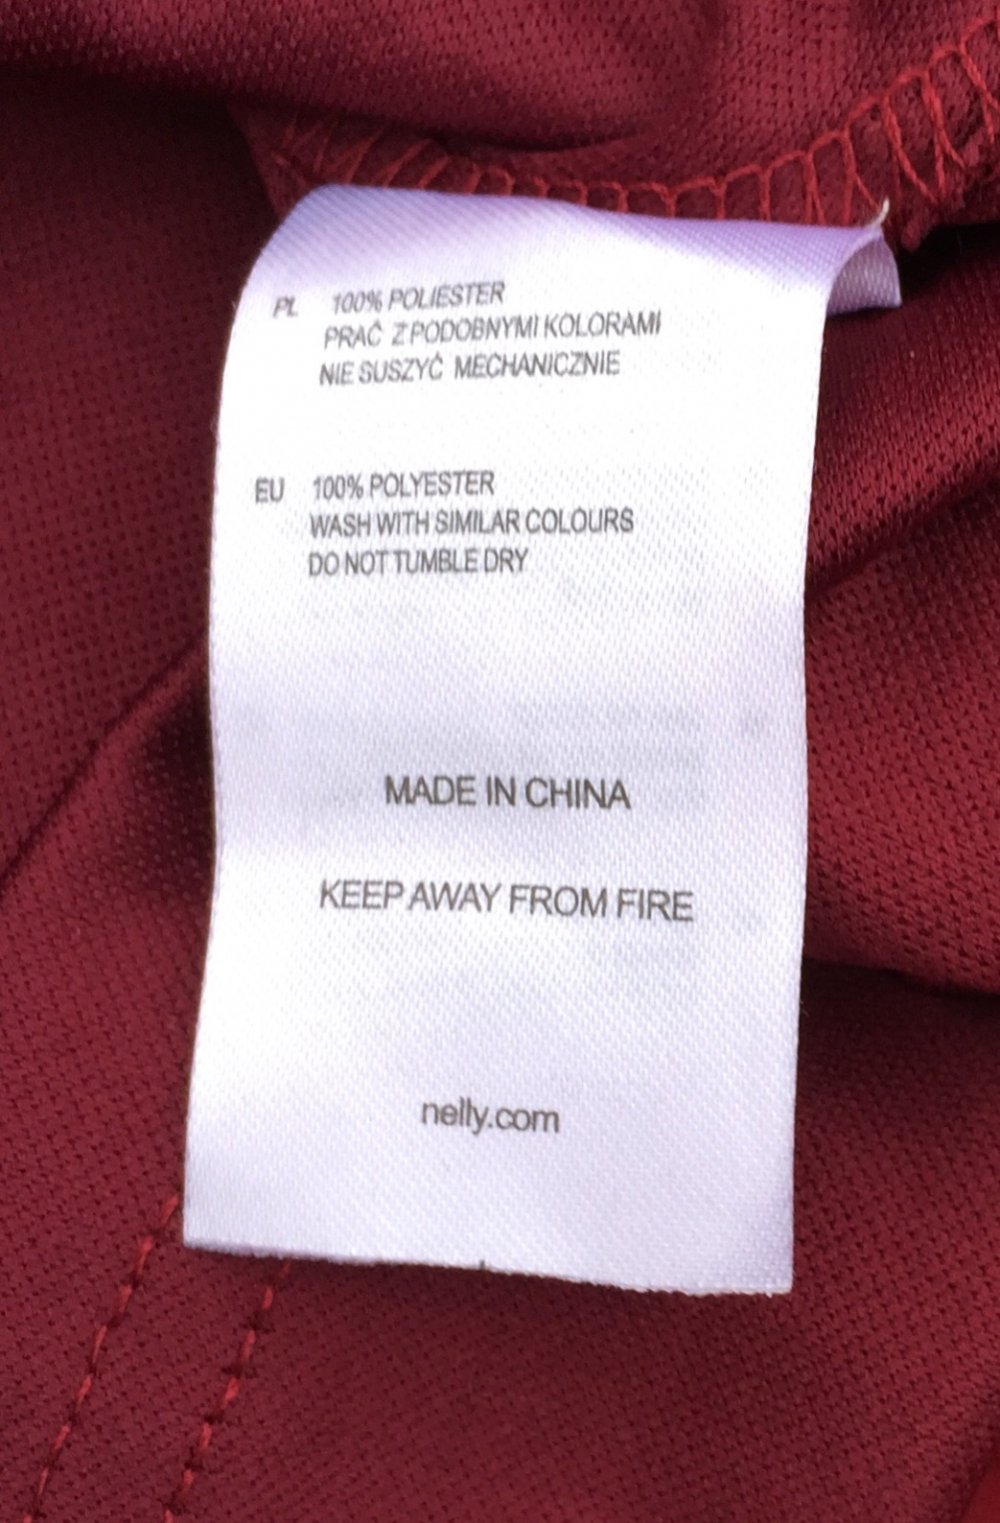 PL 100% POLIESTER
PRAĆ Z PODOBNYMI KOLORAMI
NIE SUSZYĆ MECHANICZNIE
EU 100% POLYESTER
WASH WITH SIMILAR COLOURS
DO NOT TUMBLE DRY
MADE IN CHINA
KEEP AWAY FROM FIRE
nelly.com